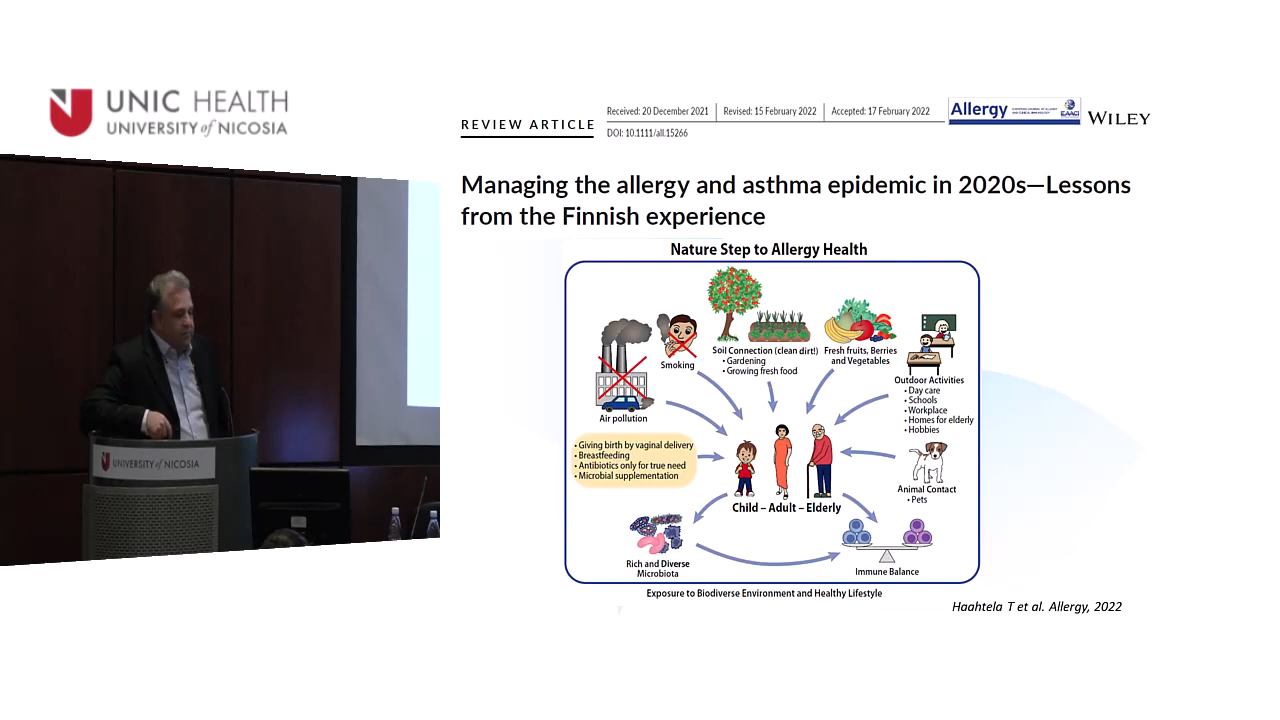 UNIC HEALTH
UNIVERSITY of NICOSIA
UNIVERSITY of NICOSIA
REVIEW ARTICLE
Received: 20 December 2021 | Revised: 15 February 2022 | Accepted: 17 February 2022
DOI: 10.1111/all.15266
Allergy
EAACI
WILEY
Managing the allergy and asthma epidemic in 2020s—Lessons
from the Finnish experience
Nature Step to Allergy Health
Air pollution
Smoking
Soil Connection (clean dirt!)
• Gardening
• Growing fresh food
Fresh fruits, Berries
and Vegetables
Outdoor Activities
• Day care
• Schools
• Workplace
• Homes for elderly
• Hobbies
• Giving birth by vaginal delivery
• Breastfeeding
• Antibiotics only for true need
• Microbial supplementation
Animal Contact
• Pets
Child – Adult – Elderly
Rich and Diverse
Microbiota
Immune Balance
Exposure to Biodiverse Environment and Healthy Lifestyle
Haahtela T et al. Allergy, 2022